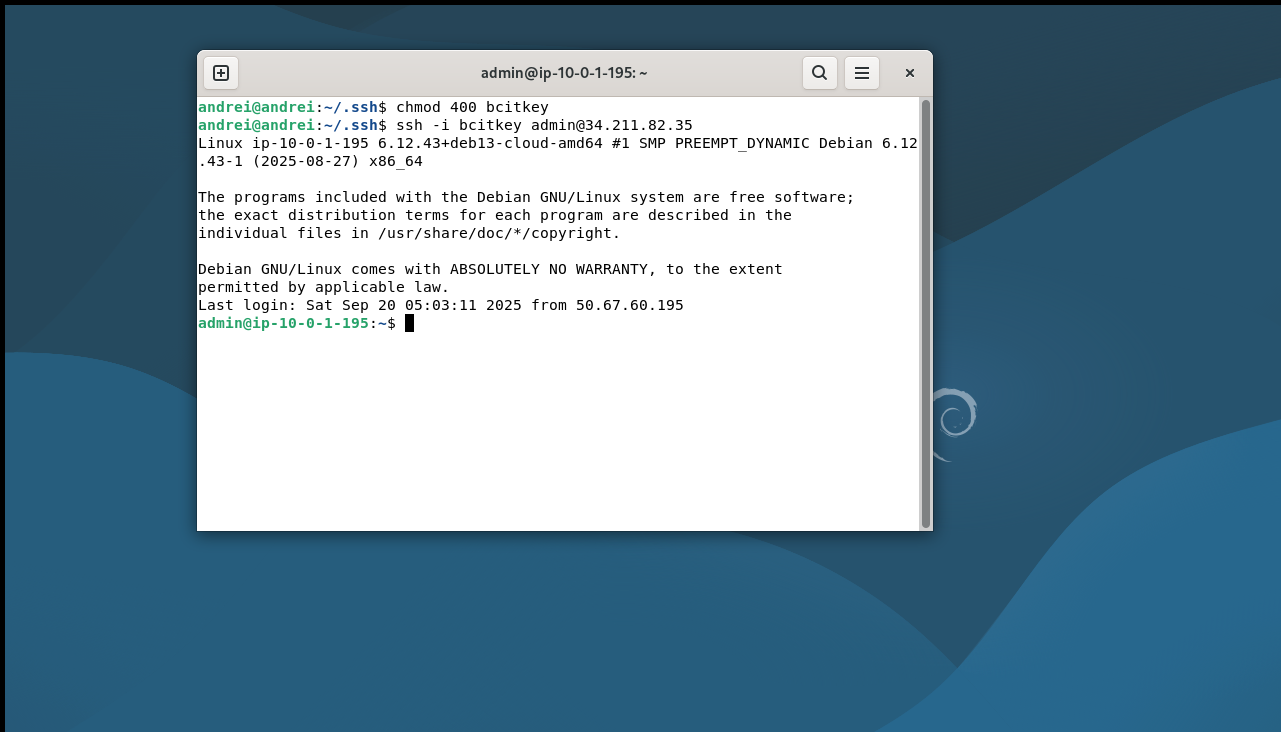 admin@ip-10-0-1-195: ~
andrei@andrei:~/.ssh$ chmod 400 bcitkey
andrei@andrei:~/.ssh$ ssh -i bcitkey admin@34.211.82.35
Linux ip-10-0-1-195 6.12.43+deb13-cloud-amd64 #1 SMP PREEMPT_DYNAMIC Debian 6.12
.43-1 (2025-08-27) x86_64
The programs included with the Debian GNU/Linux system are free software;
the exact distribution terms for each program are described in the
individual files in /usr/share/doc/*/copyright.
Debian GNU/Linux comes with ABSOLUTELY NO WARRANTY, to the extent
permitted by applicable law.
Last login: Sat Sep 20 05:03:11 2025 from 50.67.60.195
admin@ip-10-0-1-195:~$